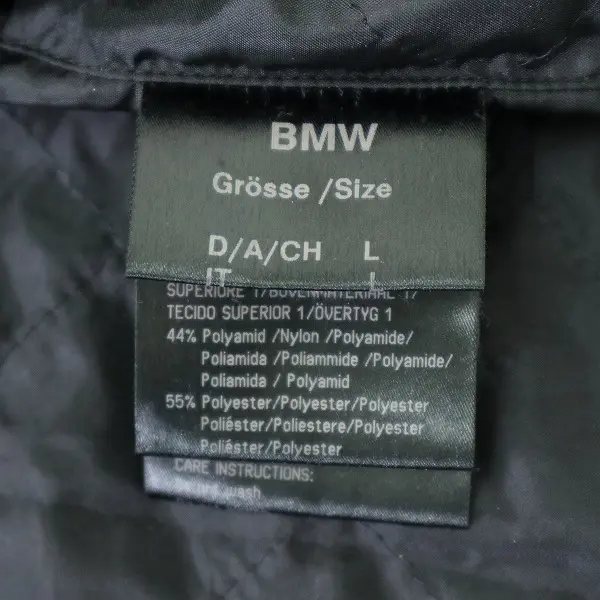 BMW
Grösse /Size
D/A/CH L
IT L
SUPERIORE 1/BOVENMATERIAAL 1/
TECIDO SUPERIOR 1/ÖVERTYG 1
44% Polyamid /Nylon /Polyamide/
Poliamida /Poliammide /Polyamide/
Poliamida / Polyamid
55% Polyester/Polyester/Polyester
Poliéster/Poliestere/Polyester
Poliéster/Polyester
CARE INSTRUCTIONS:
wash